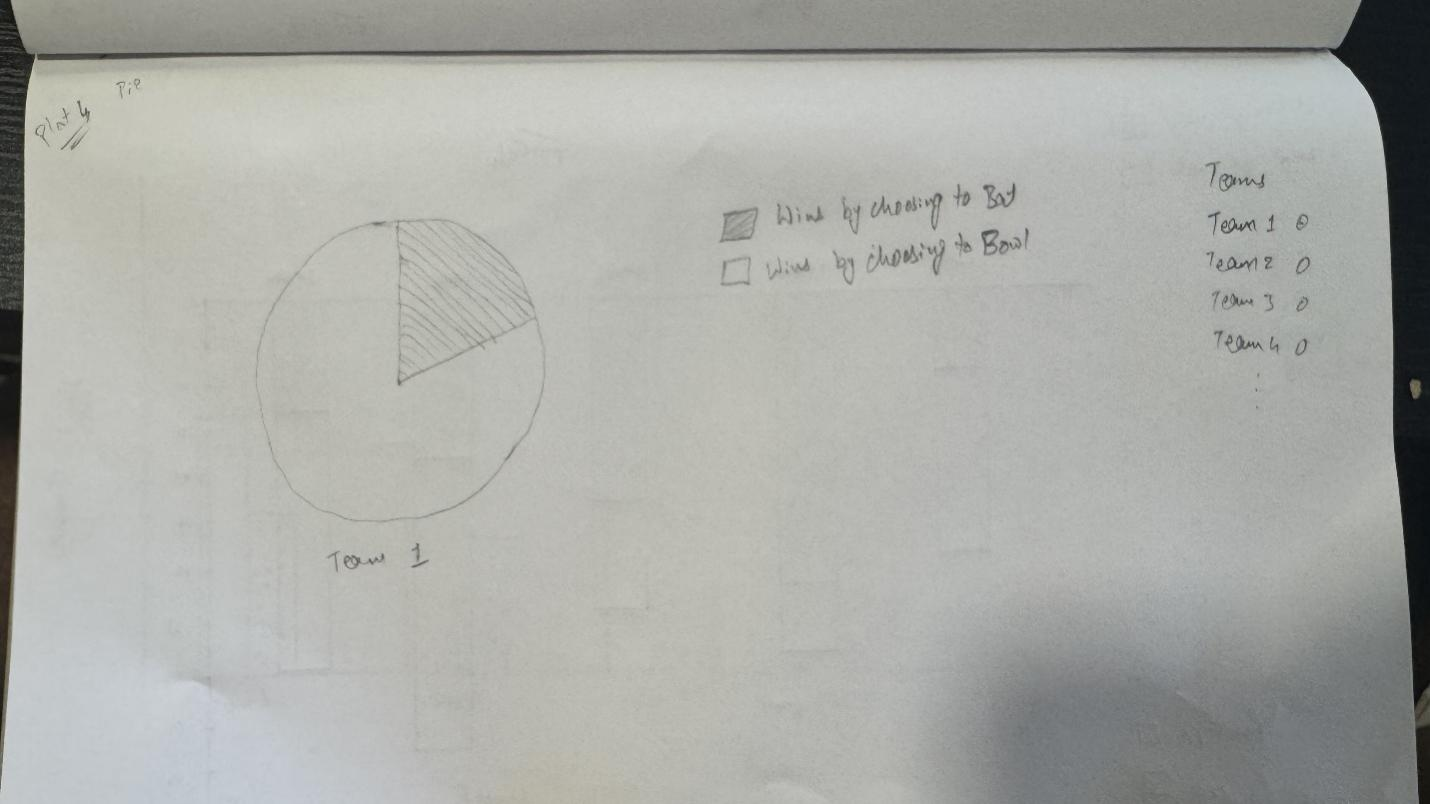 Plot 4
Pie
Wins by choosing to Bat
Wins by choosing to Bowl
Teams
Team 1
Team 2
Team 3
Team 4
Team 1